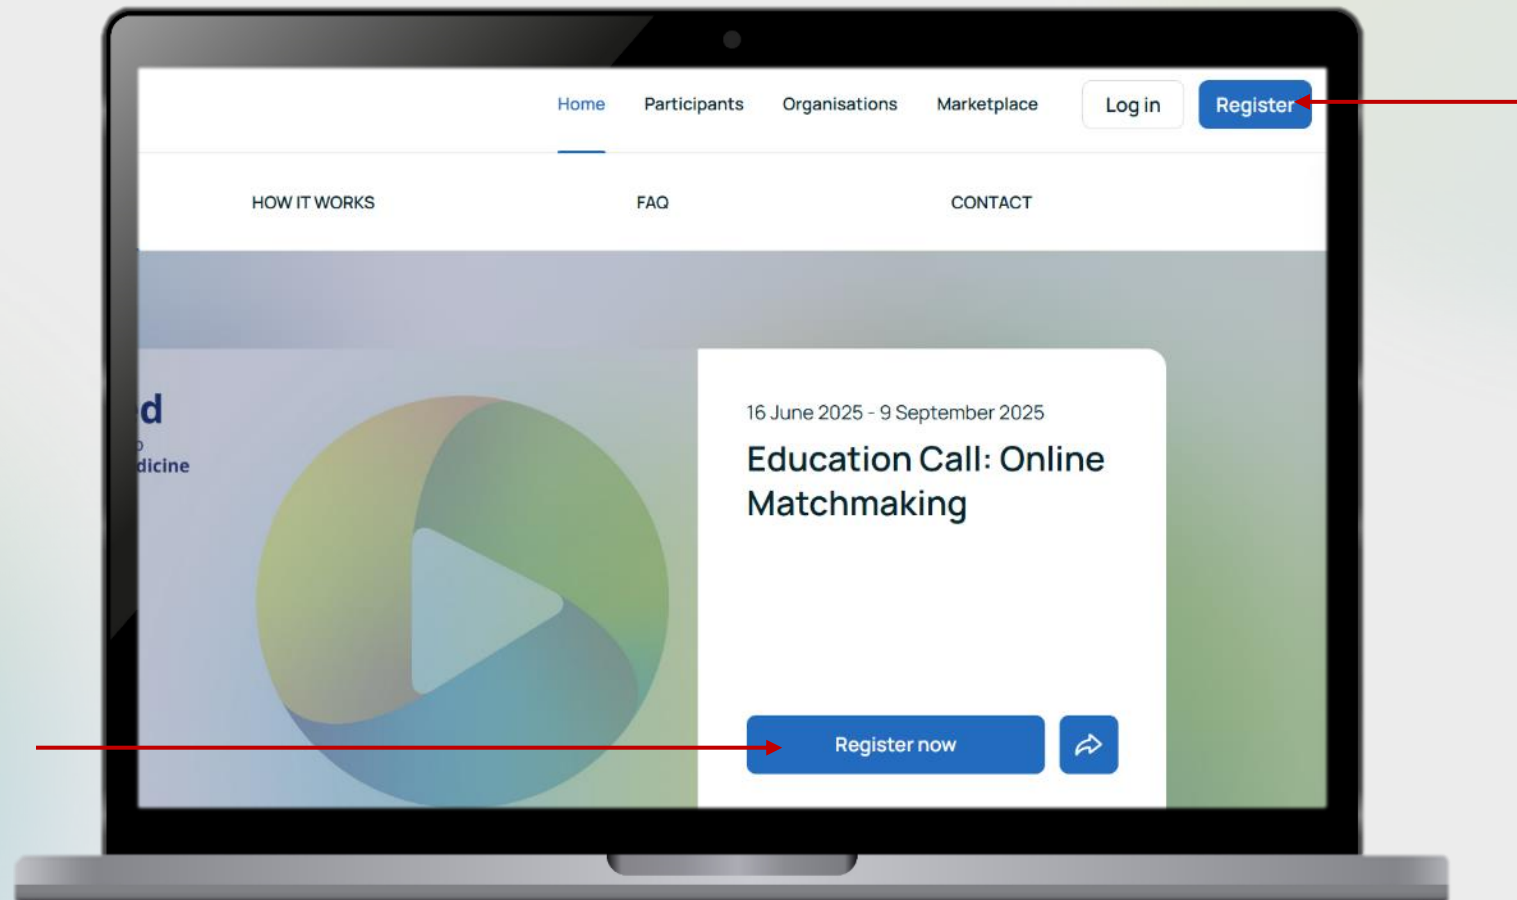 Home Participants Organisations Marketplace Log in Register
HOW IT WORKS FAQ CONTACT
d
dicine
16 June 2025 - 9 September 2025
Education Call: Online
Matchmaking
Register now